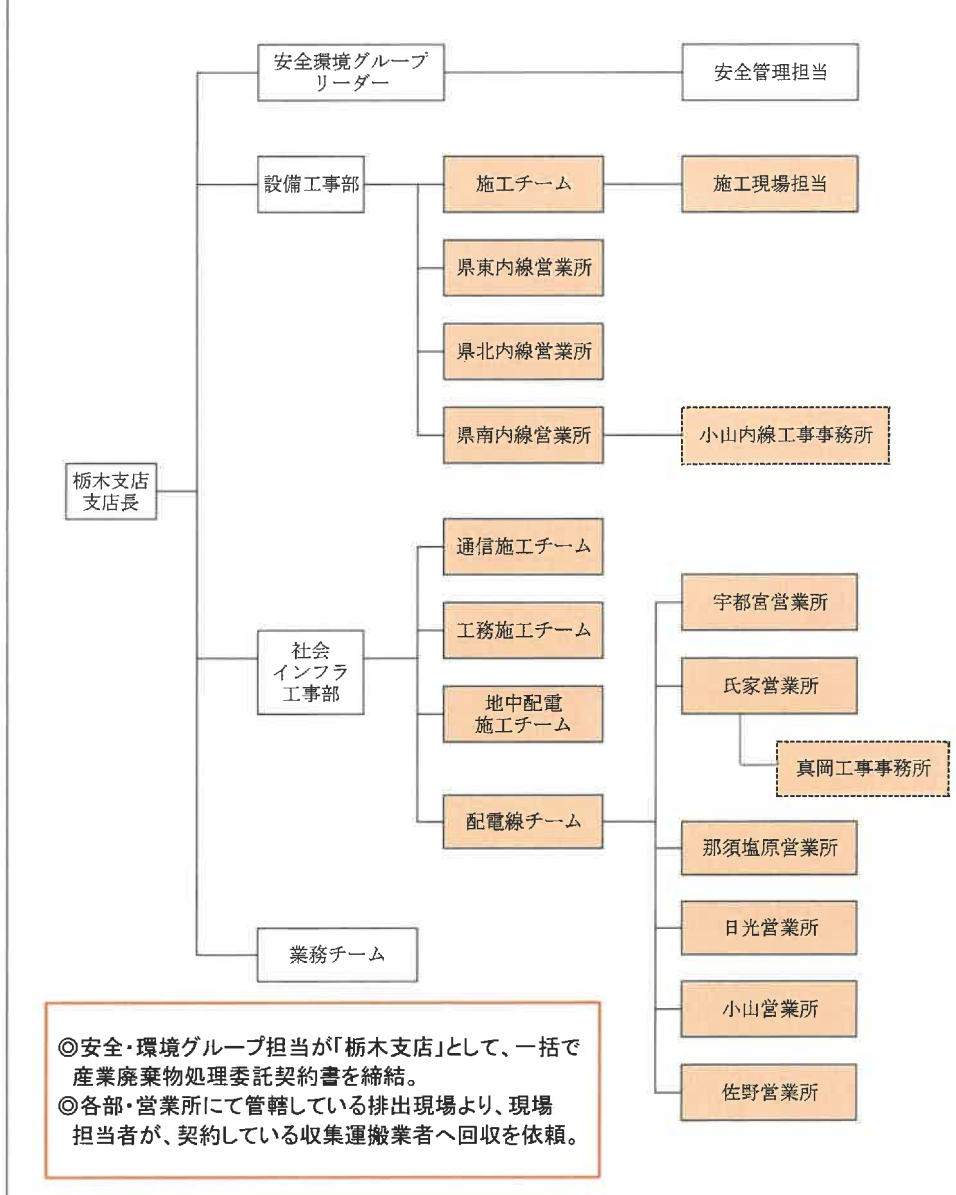 安全環境グループ
リーダー
安全管理担当
設備工事部
施工チーム
施工現場担当
県東内線営業所
県北内線営業所
県南内線営業所
小山内線工事事務所
栃木支店
支店長
通信施工チーム
宇都宮営業所
工務施工チーム
社会
インフラ
工事部
氏家営業所
地中配電
施工チーム
真岡工事事務所
配電線チーム
那須塩原営業所
日光営業所
業務チーム
小山営業所
佐野営業所
◎安全・環境グループ担当が「栃木支店」として、一括で
産業廃棄物処理委託契約書を締結。
◎各部・営業所にて管轄している排出現場より、現場
担当者が、契約している収集運搬業者へ回収を依頼。